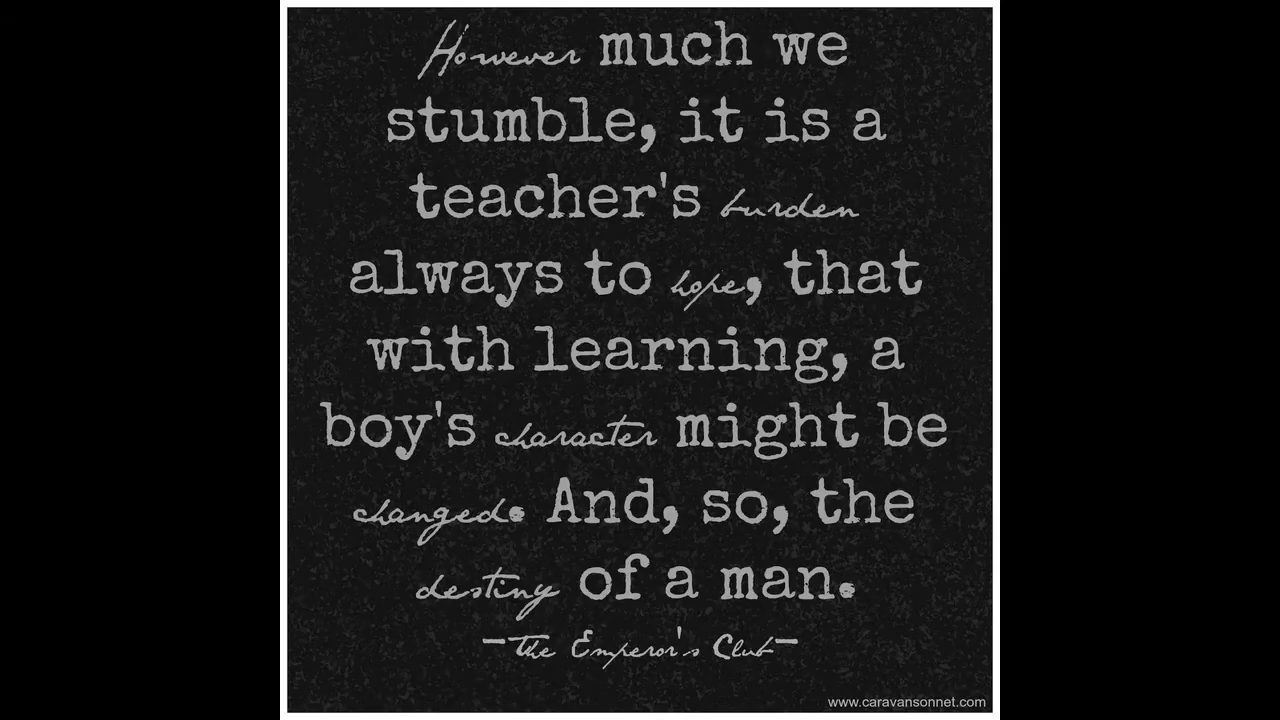 However much we
stumble, it is a
teacher's burden
always to hope, that
with learning, a
boy's character might be
changed. And, so, the
destiny of a man.
-The Emperor's Club-
www.caravansonnet.com